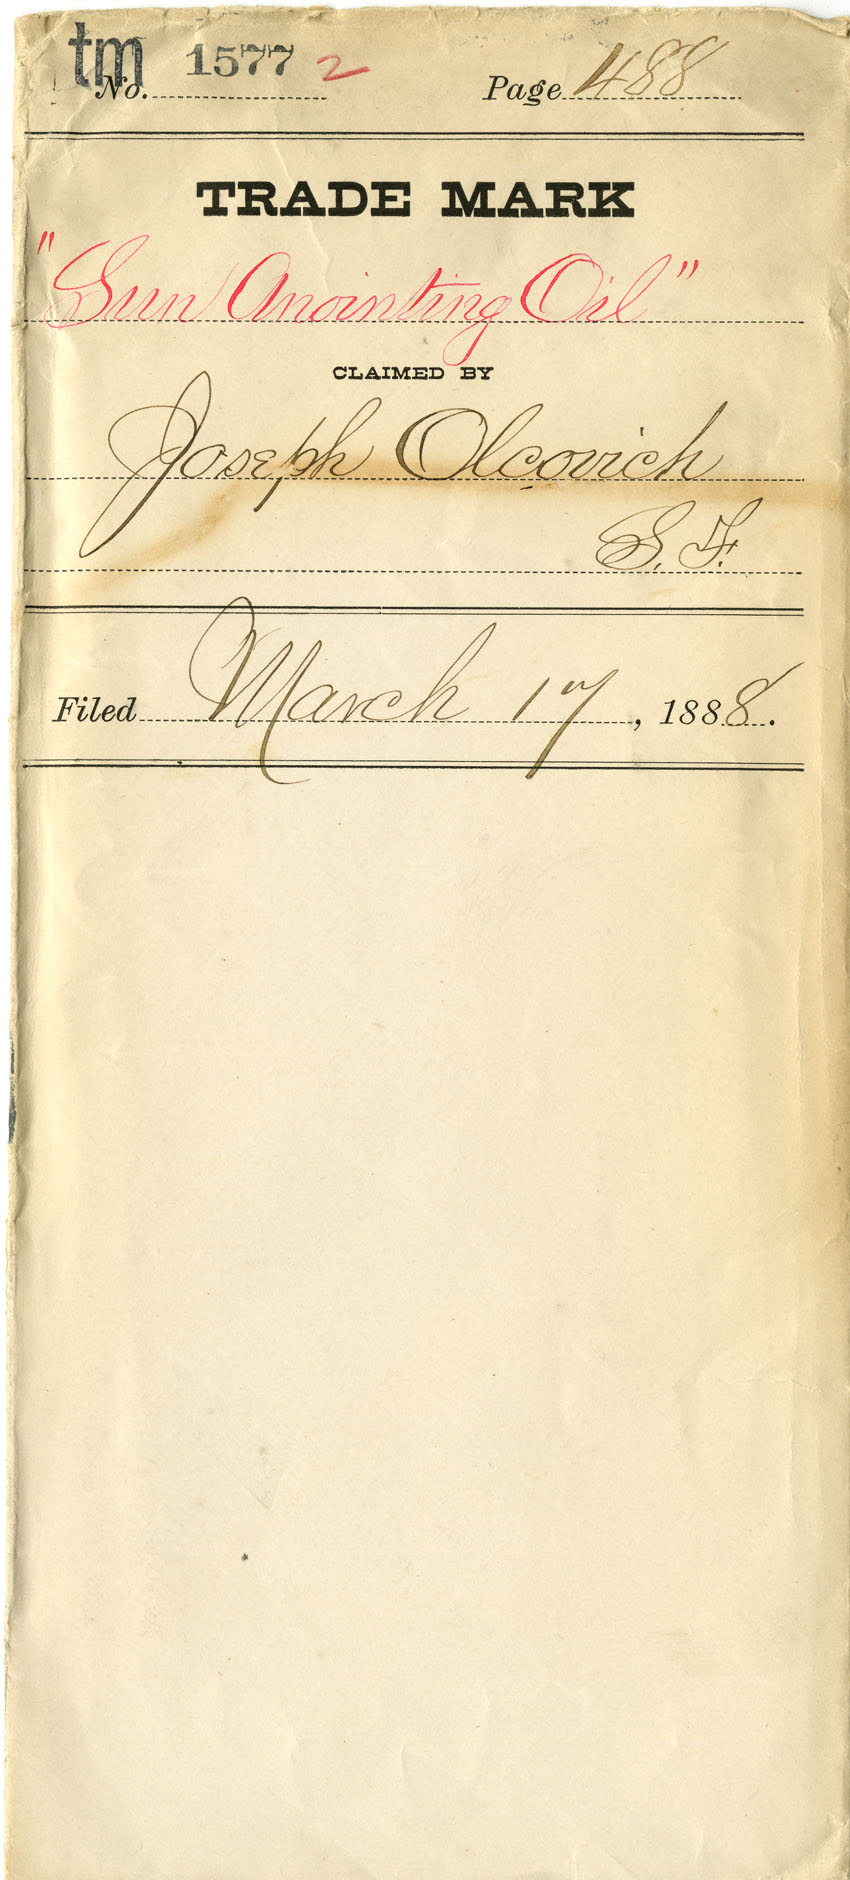 tm
No. 1577 2 Page 488
TRADE MARK
"Sun Anointing Oil"
CLAIMED BY
Joseph Olcovich
S. F.
Filed March 17, 1888.